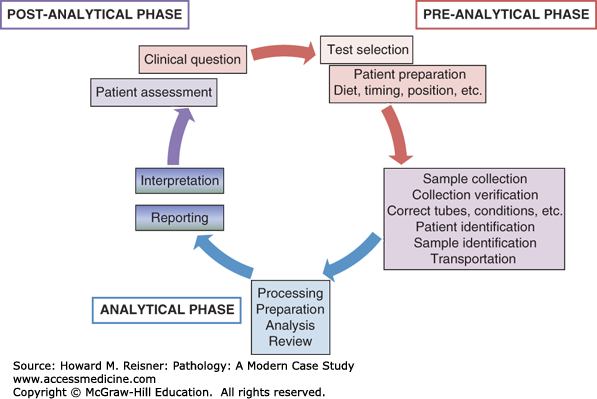 POST-ANALYTICAL PHASE
PRE-ANALYTICAL PHASE
Clinical question
Test selection
Patient preparation
Diet, timing, position, etc.
Patient assessment
Sample collection
Collection verification
Correct tubes, conditions, etc.
Patient identification
Sample identification
Transportation
Interpretation
Reporting
ANALYTICAL PHASE
Processing
Preparation
Analysis
Review
Source: Howard M. Reisner: Pathology: A Modern Case Study
www.accessmedicine.com
Copyright © McGraw-Hill Education. All rights reserved.